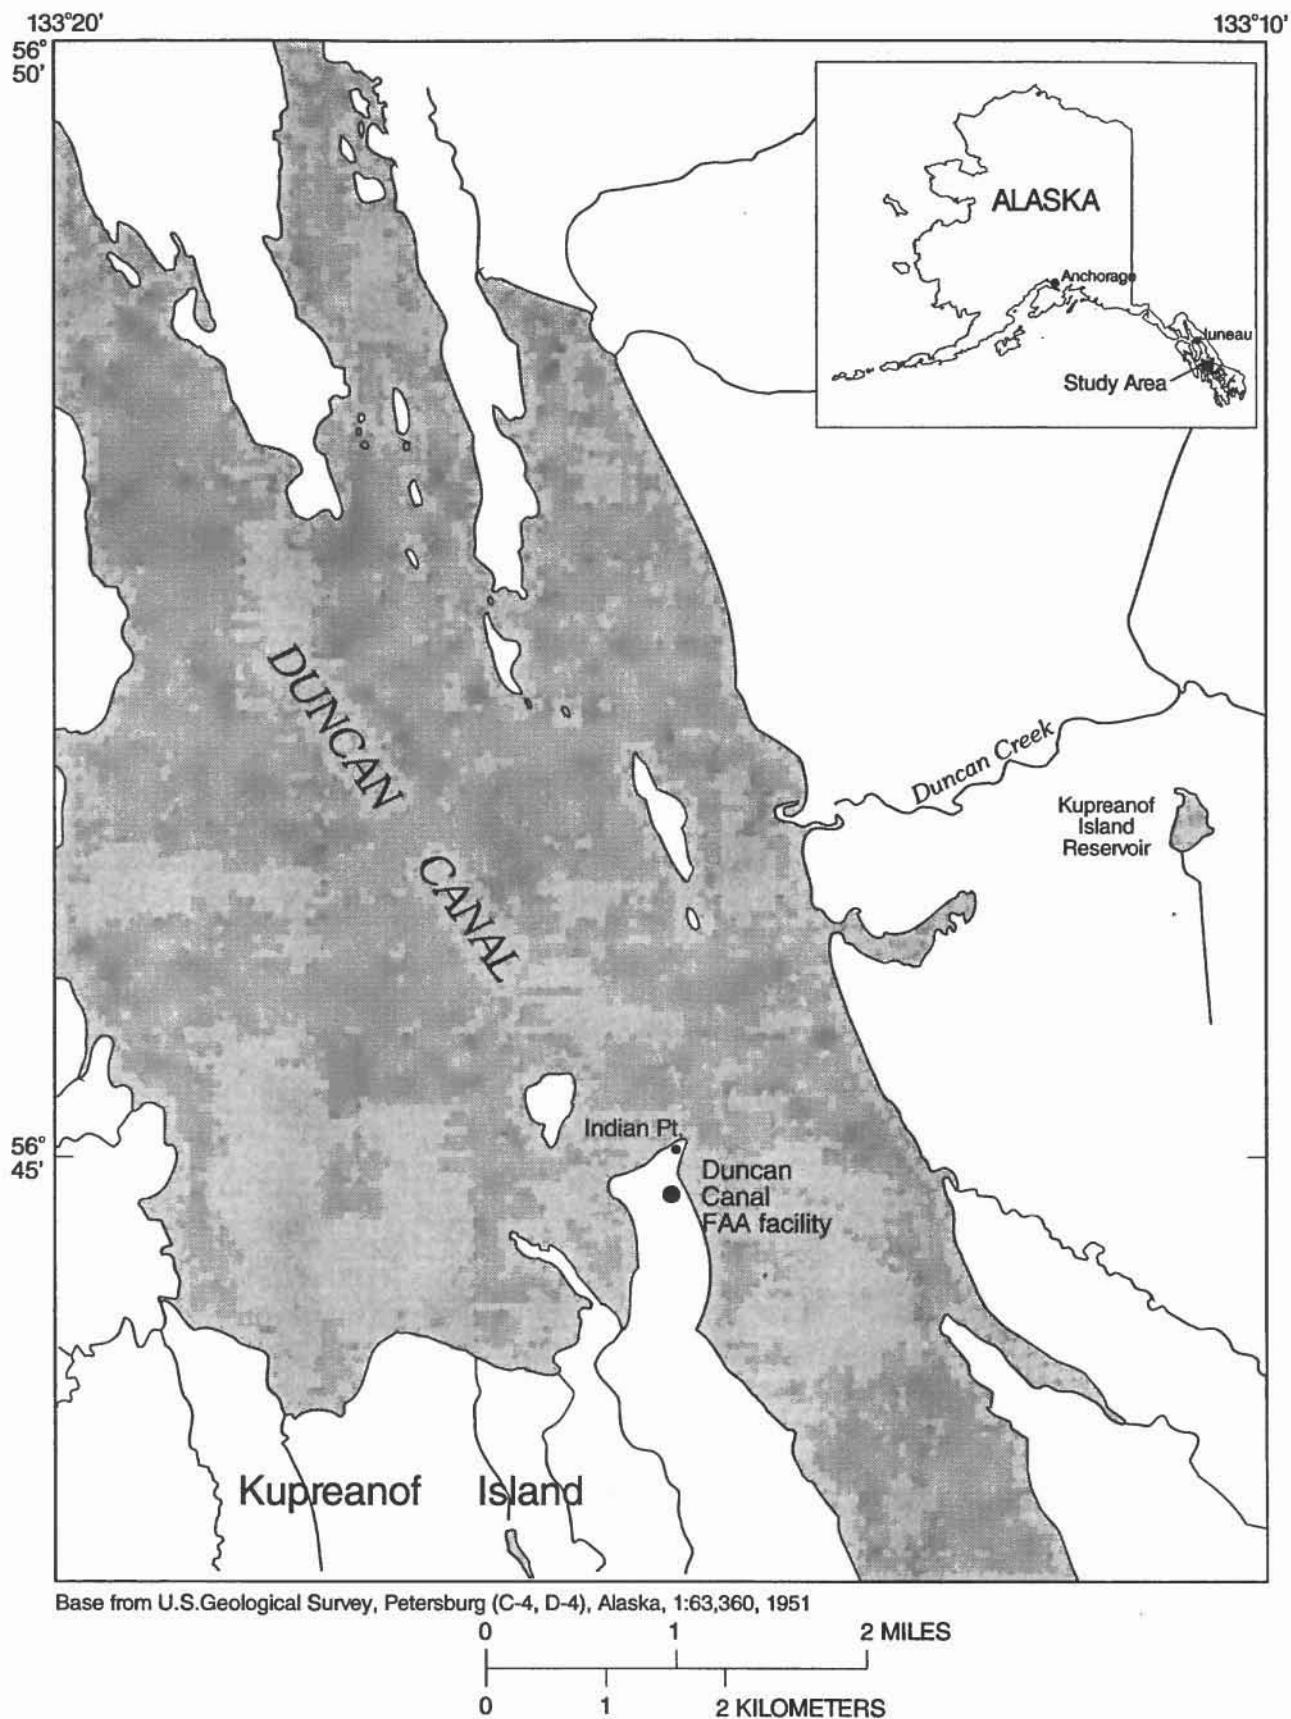 133°20'
133°10'
56°
50'
ALASKA
Anchorage
Juneau
Study Area
DUNCAN
CANAL
Duncan Creek
Kupreanof
Island
Reservoir
Indian Pt.
56°
45'
Duncan
Canal
FAA facility
Kupreanof Island
Base from U.S.Geological Survey, Petersburg (C-4, D-4), Alaska, 1:63,360, 1951
0 1 2 MILES
0 1 2 KILOMETERS